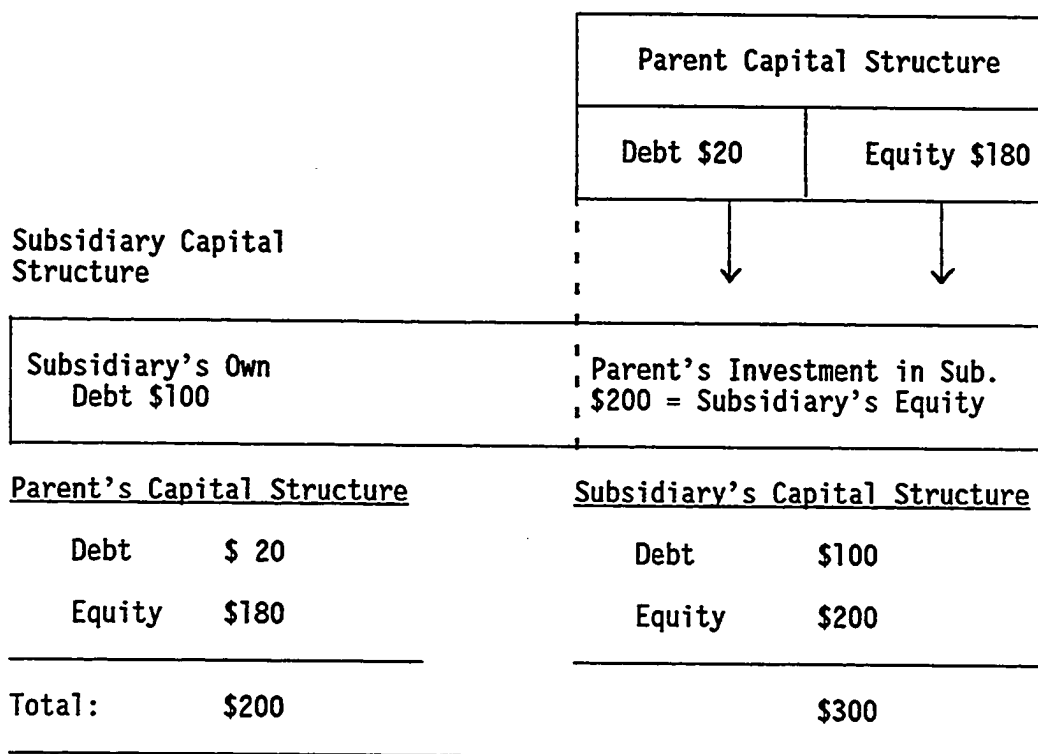 Parent Capital Structure
Debt $20 Equity $180
Subsidiary Capital
Structure
Subsidiary's Own
Debt $100
Parent's Investment in Sub.
$200 = Subsidiary's Equity
Parent's Capital Structure Subsidiary's Capital Structure
Debt $ 20 Debt $100
Equity $180 Equity $200
Total: $200 $300